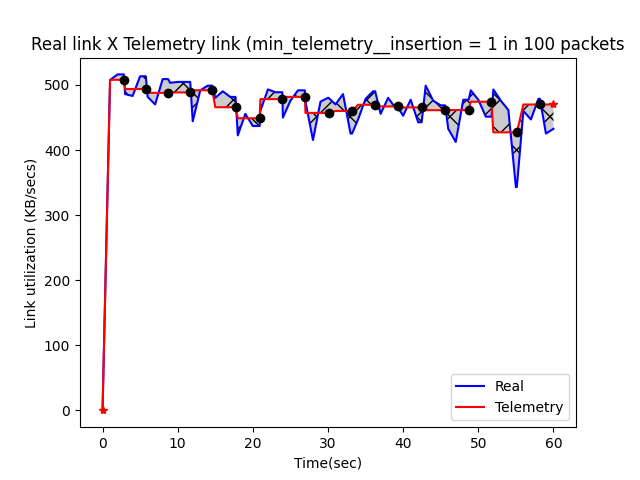 Real link X Telemetry link (min_telemetry__insertion = 1 in 100 packets
Link utilization (KB/secs)
500
400
300
200
100
0
0 10 20 30 40 50 60
Time(sec)
Real
Telemetry